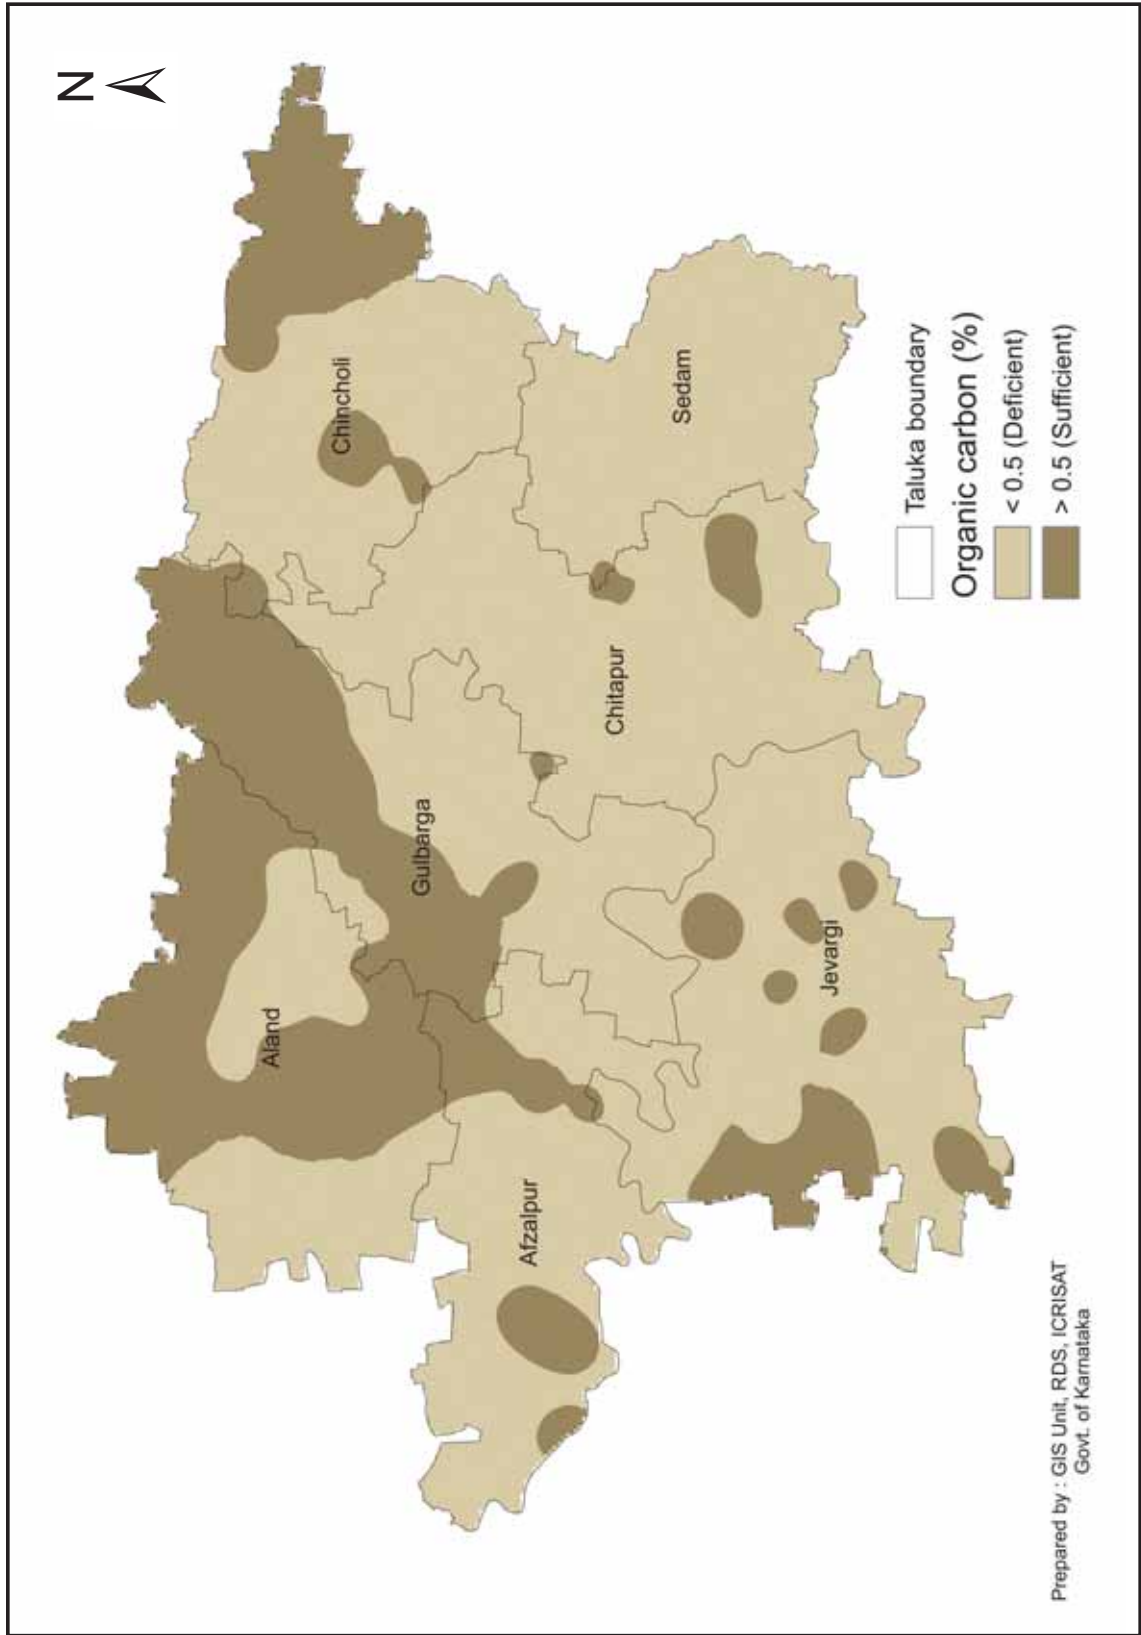 N
Chincholi
Aland
Gulbarga
Sedam
Chitapur
Afzalpur
Jevargi
Taluka boundary
Organic carbon (%)
< 0.5 (Deficient)
> 0.5 (Sufficient)
Prepared by : GIS Unit, RDS, ICRISAT
Govt. of Karnataka